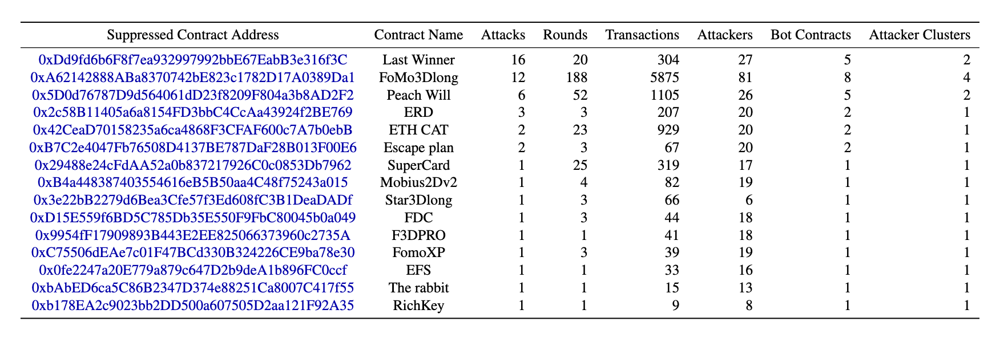 Suppressed Contract Address Contract Name Attacks Rounds Transactions Attackers Bot Contracts Attacker Clusters
0xDd9fd6b6F8f7ea932997992bbE67EabB3e316f3C Last Winner 16 20 304 27 5 2
0xA62142888ABa8370742bE823c1782D17A0389Da1 FoMo3Dlong 12 188 5875 81 8 4
0x5D0d76787D9d564061dD23f8209F804a3b8AD2F2 Peach Will 6 52 1105 26 5 2
0x2c58B11405a6a8154FD3bbC4CcAa43924f2BE769 ERD 3 3 207 20 2 1
0x42CeaD70158235a6ca4868F3CFAF600c7A7b0ebB ETH CAT 2 23 929 20 2 1
0xB7C2e4047Fb76508D4137BE787DaF28B013F00E6 Escape plan 2 3 67 20 2 1
0x29488e24cFdAA52a0b837217926C0c0853Db7962 SuperCard 1 25 319 17 1 1
0xB4a448387403554616eB5B50aa4C48f75243a015 Mobius2Dv2 1 4 82 19 1 1
0x3e22bB2279d6Bea3Cfe57f3Ed608fC3B1DeaDADf Star3Dlong 1 3 66 6 1 1
0xD15E559f6BD5C785Db35E550F9FbC80045b0a049 FDC 1 3 44 18 1 1
0x9954fF17909893B443E2EE825066373960c2735A F3DPRO 1 1 41 18 1 1
0xC75506dEAe7c01F47BCd330B324226CE9ba78e30 FomoXP 1 3 39 19 1 1
0x0fe2247a20E779a879c647D2b9deA1b896FC0ccf EFS 1 1 33 16 1 1
0xbAbED6ca5C86B2347D374e88251Ca8007C417f55 The rabbit 1 1 15 13 1 1
0xb178EA2c9023bb2DD500a607505D2aa121F92A35 RichKey 1 1 9 8 1 1